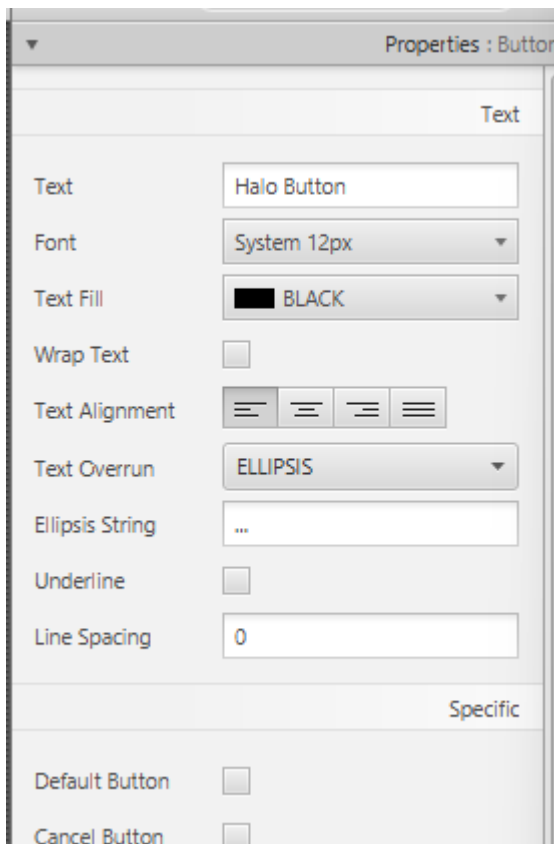 Properties : Button
Text
Text Halo Button
Font System 12px
Text Fill BLACK
Wrap Text
Text Alignment
Text Overrun ELLIPSIS
Ellipsis String ...
Underline
Line Spacing 0
Specific
Default Button
Cancel Button